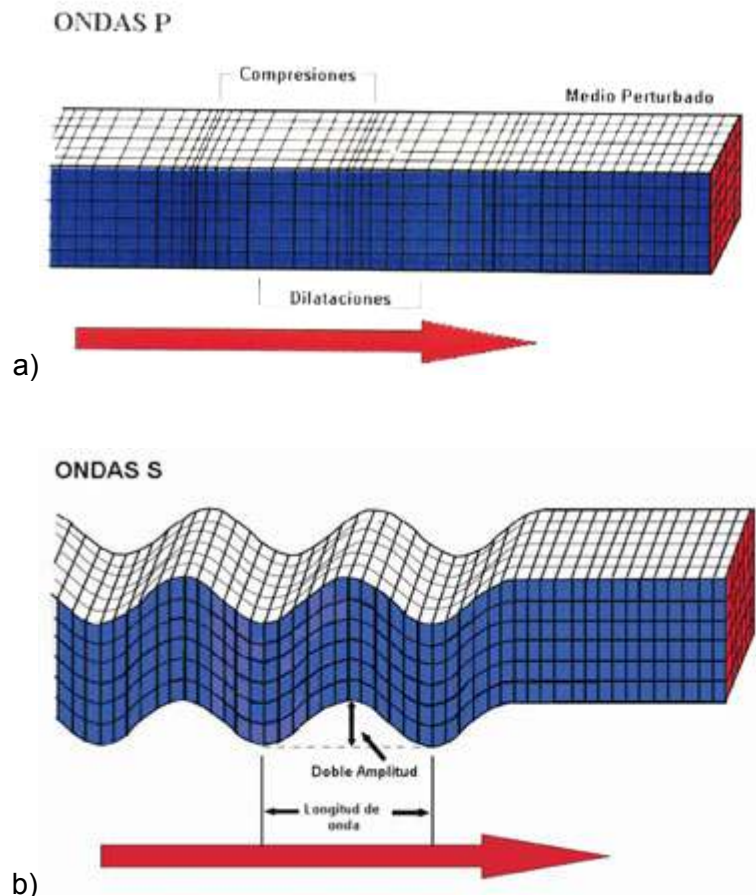 ONDAS P
Compresiones
Medio Perturbado
Dilataciones
a)
ONDAS S
Doble Amplitud
Longitud de
onda
b)